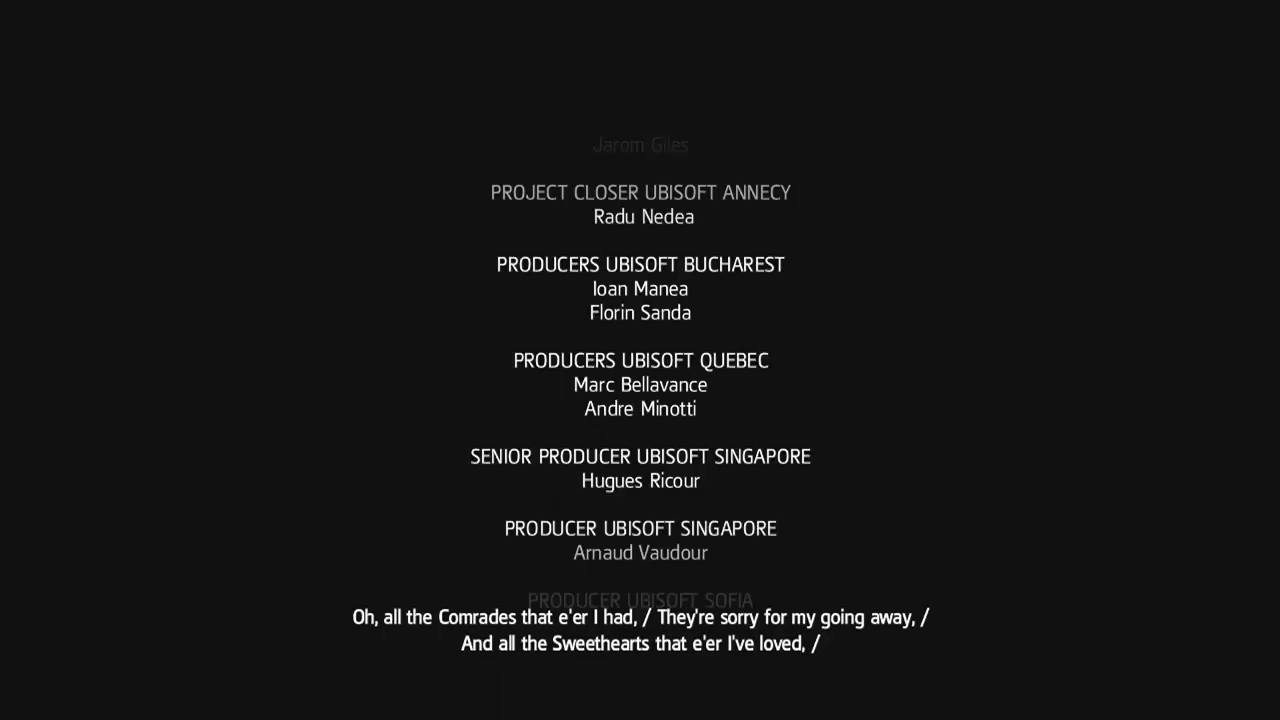 Jarom Giles
PROJECT CLOSER UBISOFT ANNECY
Radu Nedea
PRODUCERS UBISOFT BUCHAREST
Ioan Manea
Florin Sanda
PRODUCERS UBISOFT QUEBEC
Marc Bellavance
Andre Minotti
SENIOR PRODUCER UBISOFT SINGAPORE
Hugues Ricour
PRODUCER UBISOFT SINGAPORE
Arnaud Vaudour
PRODUCER UBISOFT SOFIA
Oh, all the Comrades that e'er I had, / They're sorry for my going away, /
And all the Sweethearts that e'er I've loved, /